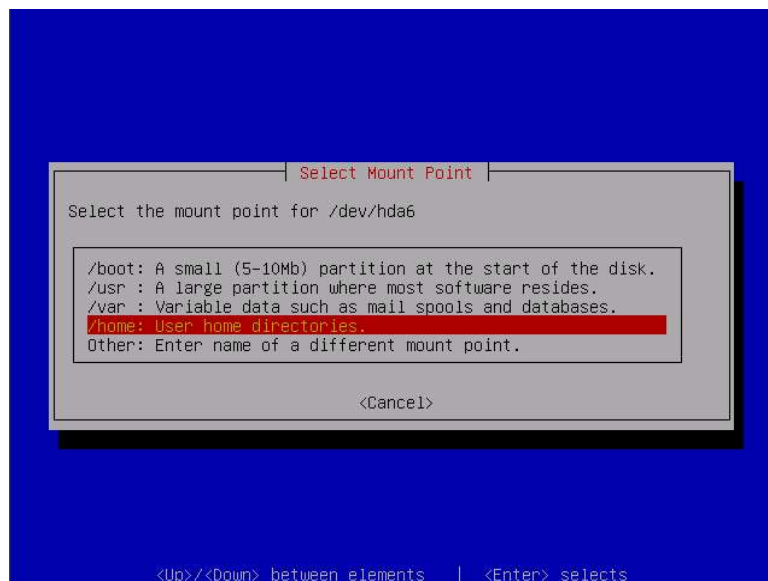 Select Mount Point
Select the mount point for /dev/hda6
/boot: A small (5-10Mb) partition at the start of the disk.
/usr : A large partition where most software resides.
/var : Variable data such as mail spools and databases.
/home: User home directories.
Other: Enter name of a different mount point.
<Cancel>
<Up>/<Down> between elements | <Enter> selects